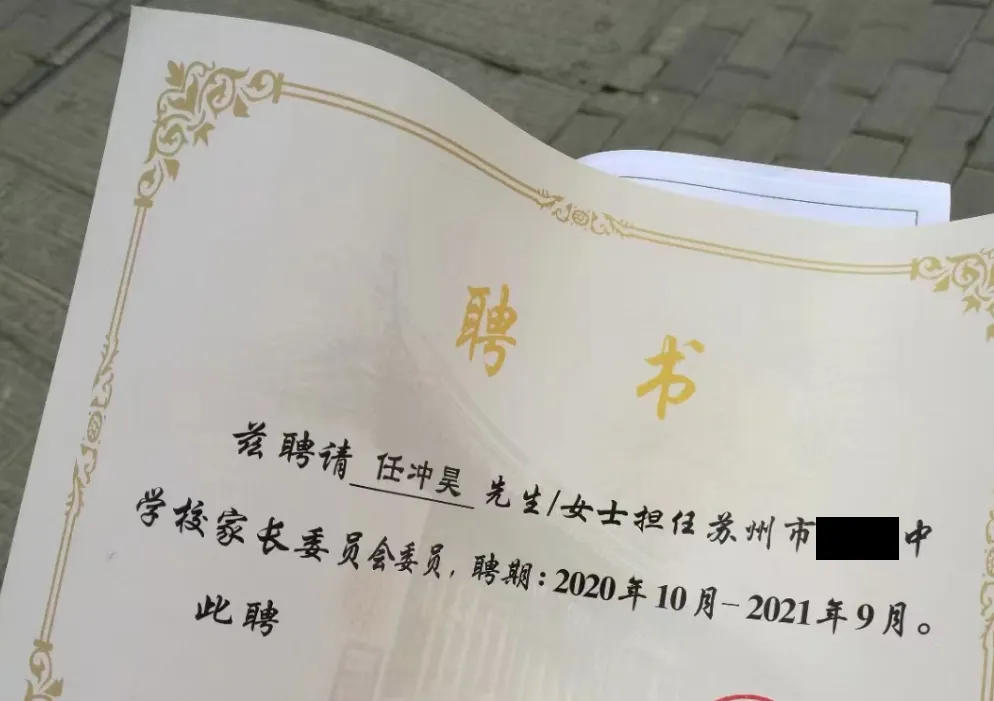 聘 书
兹聘请 任冲昊 先生/女士担任苏州市 中
学校家长委员会委员，聘期：2020年10月-2021年9月。
此聘